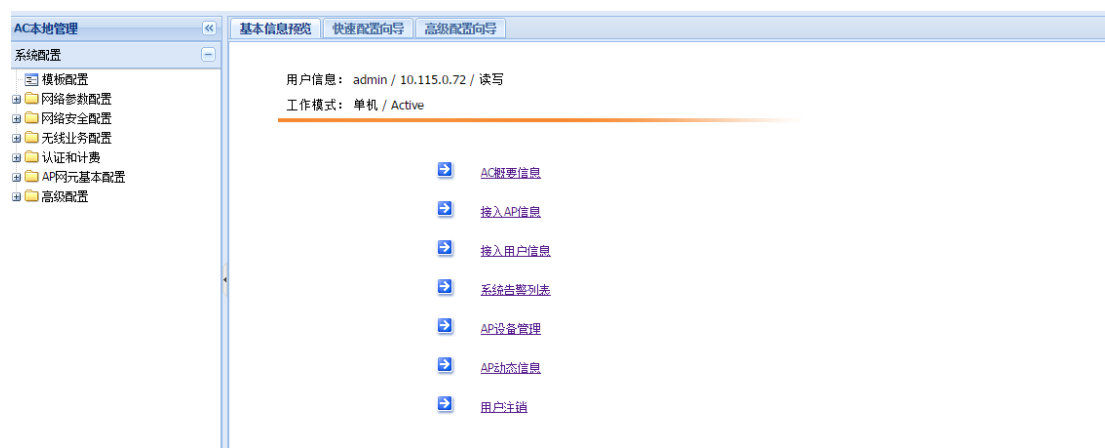 AC本地管理
系统配置
模板配置
网络参数配置
网络安全配置
无线业务配置
认证和计费
AP网元基本配置
高级配置
基本信息预览 快速配置向导 高级配置向导
用户信息： admin / 10.115.0.72 / 读写
工作模式： 单机 / Active
AC概要信息
接入AP信息
接入用户信息
系统告警列表
AP设备管理
AP动态信息
用户注销